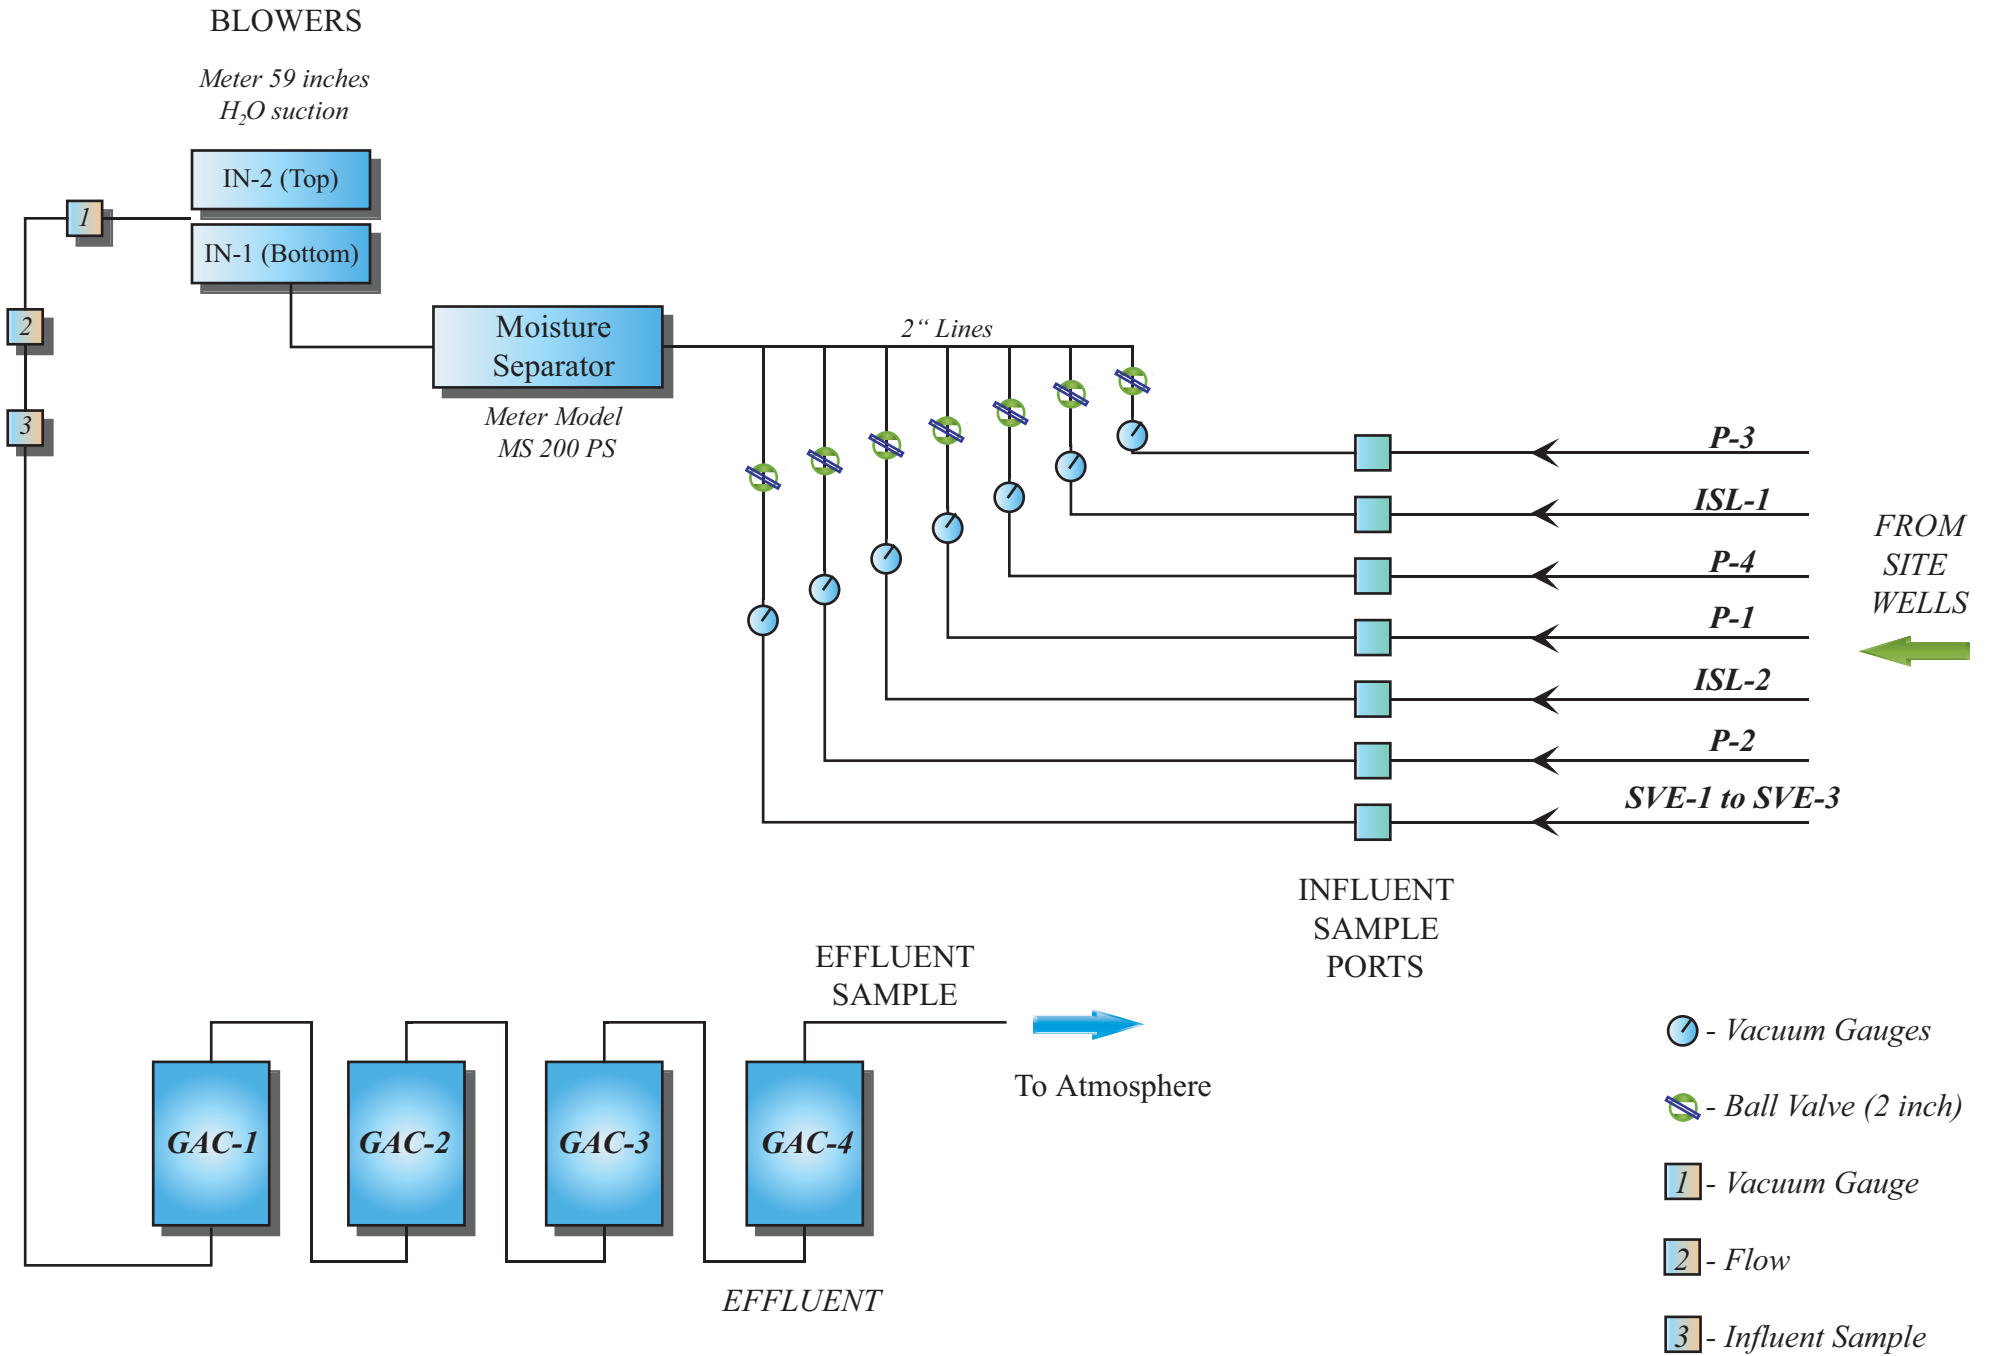 BLOWERS
Meter 59 inches
H₂O suction
IN-2 (Top)
1
IN-1 (Bottom)
2
3
Moisture
Separator
Meter Model
MS 200 PS
2“ Lines
P-3
ISL-1
P-4
P-1
ISL-2
P-2
SVE-1 to SVE-3
FROM
SITE
WELLS
INFLUENT
SAMPLE
PORTS
EFFLUENT
SAMPLE
To Atmosphere
GAC-1
GAC-2
GAC-3
GAC-4
EFFLUENT
- Vacuum Gauges
- Ball Valve (2 inch)
1 - Vacuum Gauge
2 - Flow
3 - Influent Sample